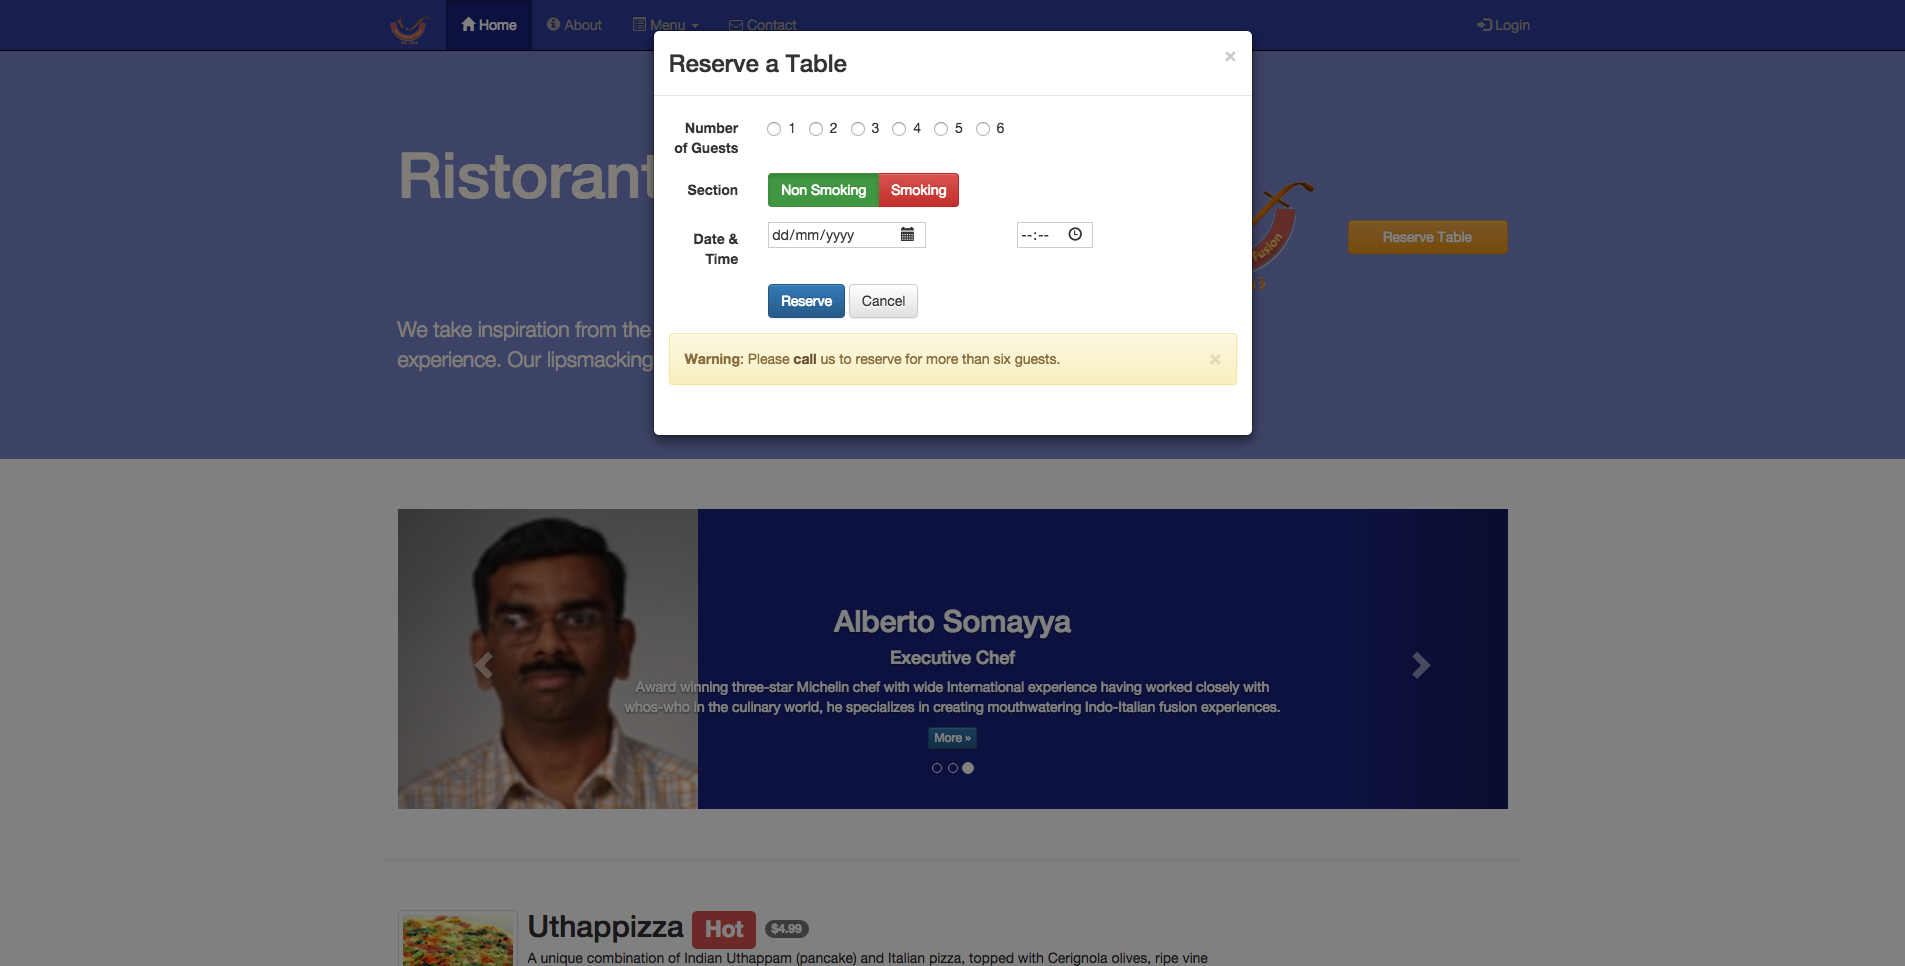 Home About Menu Contact Login
Reserve a Table ×
Number of Guests 1 2 3 4 5 6
Section Non Smoking Smoking
Date & Time dd/mm/yyyy --:--
Reserve Cancel
Warning: Please call us to reserve for more than six guests. ×
Ristorant
Fusion
Reserve Table
We take inspiration from the
experience. Our lipsmacking
Alberto Somayya
Executive Chef
Award winning three-star Michelin chef with wide International experience having worked closely with
whos-who in the culinary world, he specializes in creating mouthwatering Indo-Italian fusion experiences.
More »
Uthappizza Hot $4.99
A unique combination of Indian Uthappam (pancake) and Italian pizza, topped with Cerignola olives, ripe vine